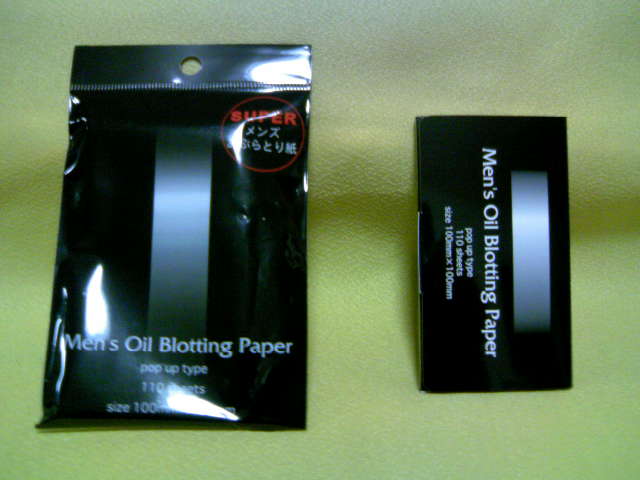 SUPER
メンズ
あぶらとり紙
Men's Oil Blotting Paper
pop up type
110 sheets
size 100mm
Men's Oil Blotting Paper
pop up type
110 sheets
size 100mm×100mm